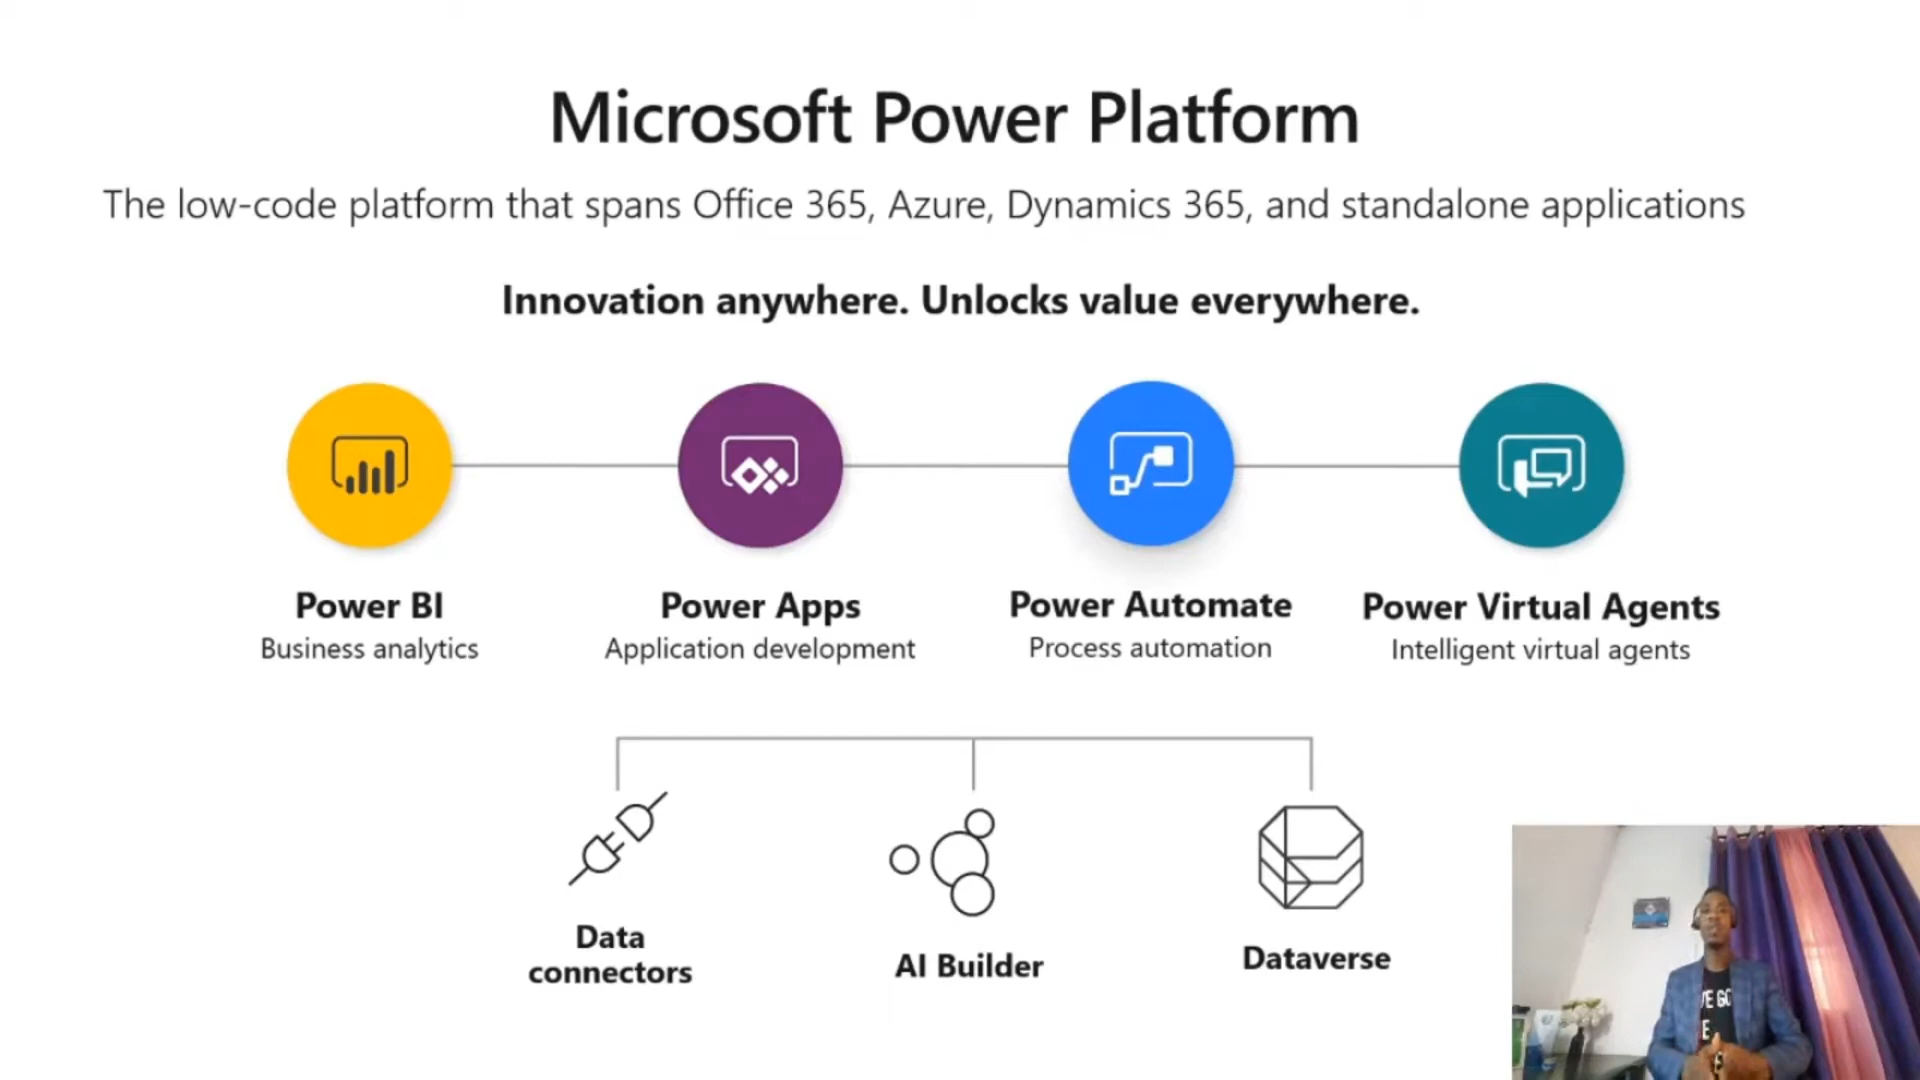 Microsoft Power Platform
The low-code platform that spans Office 365, Azure, Dynamics 365, and standalone applications
Innovation anywhere. Unlocks value everywhere.
Power BI
Business analytics
Power Apps
Application development
Power Automate
Process automation
Power Virtual Agents
Intelligent virtual agents
Data
connectors
AI Builder
Dataverse